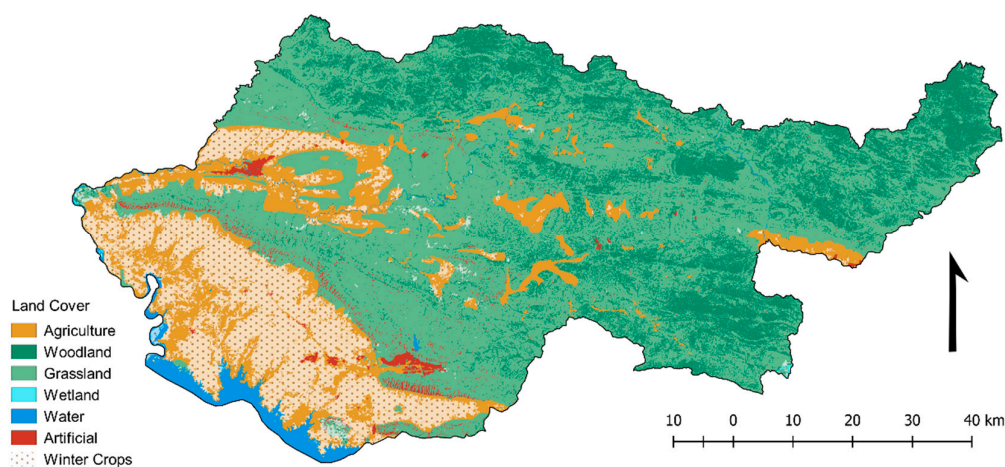 Land Cover
Agriculture
Woodland
Grassland
Wetland
Water
Artificial
Winter Crops
10 0 10 20 30 40 km